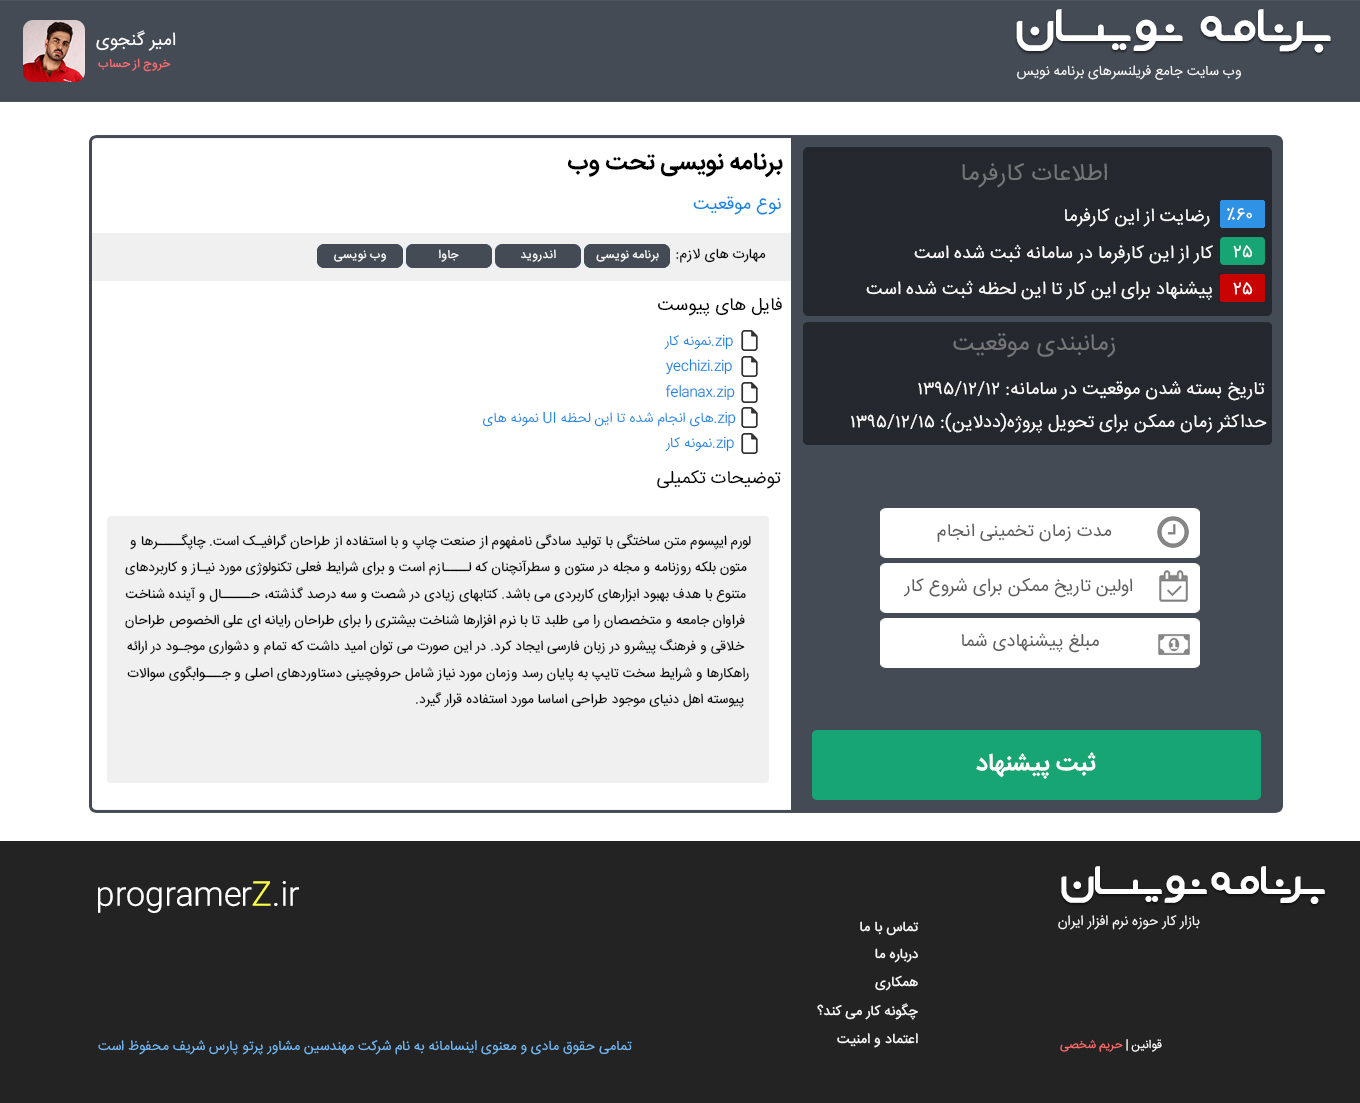 برنامه نویسان
وب سایت جامع فریلنسرهای برنامه نویس
امیر گنجوی
خروج از حساب
اطلاعات کارفرما
٪۶۰ رضایت از این کارفرما
۲۵ کار از این کارفرما در سامانه ثبت شده است
۲۵ پیشنهاد برای این کار تا این لحظه ثبت شده است
زمانبندی موقعیت
تاریخ بسته شدن موقعیت در سامانه: ۱۳۹۵/۱۲/۱۲
حداکثر زمان ممکن برای تحویل پروژه(ددلاین): ۱۳۹۵/۱۲/۱۵
مدت زمان تخمینی انجام
اولین تاریخ ممکن برای شروع کار
مبلغ پیشنهادی شما
ثبت پیشنهاد
برنامه نویسی تحت وب
نوع موقعیت
مهارت های لازم: برنامه نویسی اندروید جاوا وب نویسی
فایل های پیوست
نمونه کار.zip
yechizi.zip
felanax.zip
نمونه های UI های انجام شده تا این لحظه.zip
نمونه کار.zip
توضیحات تکمیلی
لورم ایپسوم متن ساختگی با تولید سادگی نامفهوم از صنعت چاپ و با استفاده از طراحان گرافیـک است. چاپگــــرها و
متون بلکه روزنامه و مجله در ستون و سطرآنچنان که لــــازم است و برای شرایط فعلی تکنولوژی مورد نیـاز و کاربردهای
متنوع با هدف بهبود ابزارهای کاربردی می باشد. کتابهای زیادی در شصت و سه درصد گذشته، حـــــال و آینده شناخت
فراوان جامعه و متخصصان را می طلبد تا با نرم افزارها شناخت بیشتری را برای طراحان رایانه ای علی الخصوص طراحان
خلاقی و فرهنگ پیشرو در زبان فارسی ایجاد کرد. در این صورت می توان امید داشت که تمام و دشواری موجـود در ارائه
راهکارها و شرایط سخت تایپ به پایان رسد وزمان مورد نیاز شامل حروفچینی دستاوردهای اصلی و جـــوابگوی سوالات
پیوسته اهل دنیای موجود طراحی اساسا مورد استفاده قرار گیرد.
برنامه نویسان
بازار کار حوزه نرم افزار ایران
قوانین | حریم شخصی
تماس با ما
درباره ما
همکاری
چگونه کار می کند؟
اعتماد و امنیت
programerZ.ir
تمامی حقوق مادی و معنوی اینسامانه به نام شرکت مهندسین مشاور پرتو پارس شریف محفوظ است